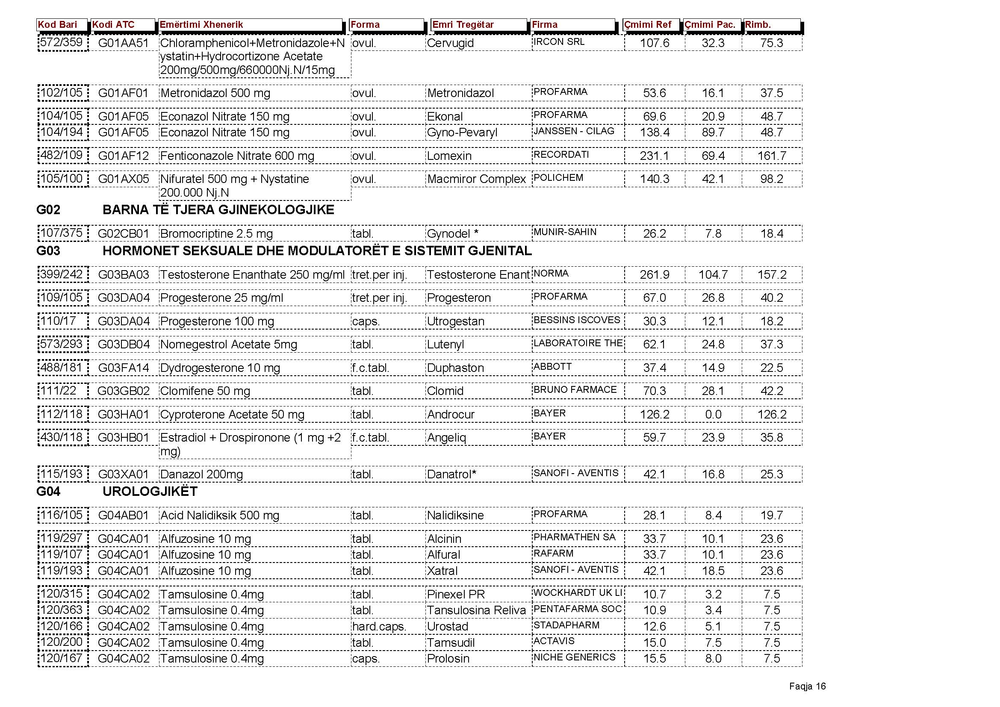 Kod Bari Kodi ATC Emërtimi Xhenerik Forma Emri Tregëtar Firma Çmimi Ref Çmimi Pac. Rimb.
572/359 G01AA51 Chloramphenicol+Metronidazole+N ovul. Cervugid IRCON SRL 107.6 32.3 75.3
ystatin+Hydrocortizone Acetate
200mg/500mg/660000Nj.N/15mg
102/105 G01AF01 Metronidazol 500 mg ovul. Metronidazol PROFARMA 53.6 16.1 37.5
104/105 G01AF05 Econazol Nitrate 150 mg ovul. Ekonal PROFARMA 69.6 20.9 48.7
104/194 G01AF05 Econazol Nitrate 150 mg ovul. Gyno-Pevaryl JANSSEN - CILAG 138.4 89.7 48.7
482/109 G01AF12 Fenticonazole Nitrate 600 mg ovul. Lomexin RECORDATI 231.1 69.4 161.7
105/100 G01AX05 Nifuratel 500 mg + Nystatine ovul. Macmiror Complex POLICHEM 140.3 42.1 98.2
200.000 Nj.N
G02 BARNA TË TJERA GJINEKOLOGJIKE
107/375 G02CB01 Bromocriptine 2.5 mg tabl. Gynodel * MUNIR-SAHIN 26.2 7.8 18.4
G03 HORMONET SEKSUALE DHE MODULATORËT E SISTEMIT GJENITAL
399/242 G03BA03 Testosterone Enanthate 250 mg/ml tret.per inj. Testosterone Enant NORMA 261.9 104.7 157.2
109/105 G03DA04 Progesterone 25 mg/ml tret.per inj. Progesteron PROFARMA 67.0 26.8 40.2
110/17 G03DA04 Progesterone 100 mg caps. Utrogestan BESSINS ISCOVES 30.3 12.1 18.2
573/293 G03DB04 Nomegestrol Acetate 5mg tabl. Lutenyl LABORATOIRE THE 62.1 24.8 37.3
488/181 G03FA14 Dydrogesterone 10 mg f.c.tabl. Duphaston ABBOTT 37.4 14.9 22.5
111/22 G03GB02 Clomifene 50 mg tabl. Clomid BRUNO FARMACE 70.3 28.1 42.2
112/118 G03HA01 Cyproterone Acetate 50 mg tabl. Androcur BAYER 126.2 0.0 126.2
430/118 G03HB01 Estradiol + Drospironone (1 mg +2 f.c.tabl. Angeliq BAYER 59.7 23.9 35.8
mg)
115/193 G03XA01 Danazol 200mg tabl. Danatrol* SANOFI - AVENTIS 42.1 16.8 25.3
G04 UROLOGJIKËT
116/105 G04AB01 Acid Nalidiksik 500 mg tabl. Nalidiksine PROFARMA 28.1 8.4 19.7
119/297 G04CA01 Alfuzosine 10 mg tabl. Alcinin PHARMATHEN SA 33.7 10.1 23.6
119/107 G04CA01 Alfuzosine 10 mg tabl. Alfural RAFARM 33.7 10.1 23.6
119/193 G04CA01 Alfuzosine 10 mg tabl. Xatral SANOFI - AVENTIS 42.1 18.5 23.6
120/315 G04CA02 Tamsulosine 0.4mg tabl. Pinexel PR WOCKHARDT UK LI 10.7 3.2 7.5
120/363 G04CA02 Tamsulosine 0.4mg tabl. Tansulosina Reliva PENTAFARMA SOC 10.9 3.4 7.5
120/166 G04CA02 Tamsulosine 0.4mg hard.caps. Urostad STADAPHARM 12.6 5.1 7.5
120/200 G04CA02 Tamsulosine 0.4mg tabl. Tamsudil ACTAVIS 15.0 7.5 7.5
120/167 G04CA02 Tamsulosine 0.4mg caps. Prolosin NICHE GENERICS 15.5 8.0 7.5
Faqja 16